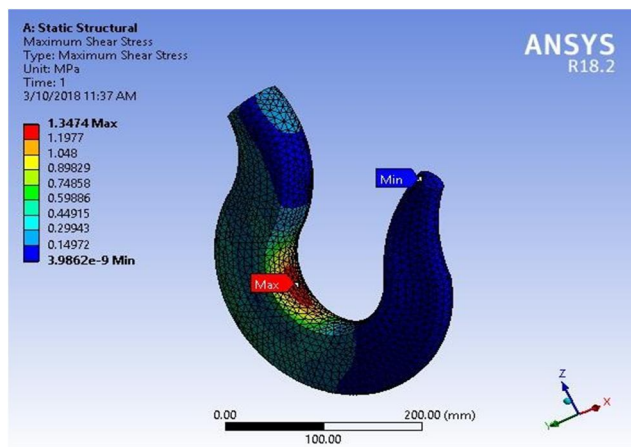 A: Static Structural
Maximum Shear Stress
Type: Maximum Shear Stress
Unit: MPa
Time: 1
3/10/2018 11:37 AM
1.3474 Max
1.1977
1.048
0.89829
0.74858
0.59886
0.44915
0.29943
0.14972
3.9862e-9 Min
ANSYS
R18.2
Min
Max
0.00
200.00 (mm)
100.00
Z
X
Y